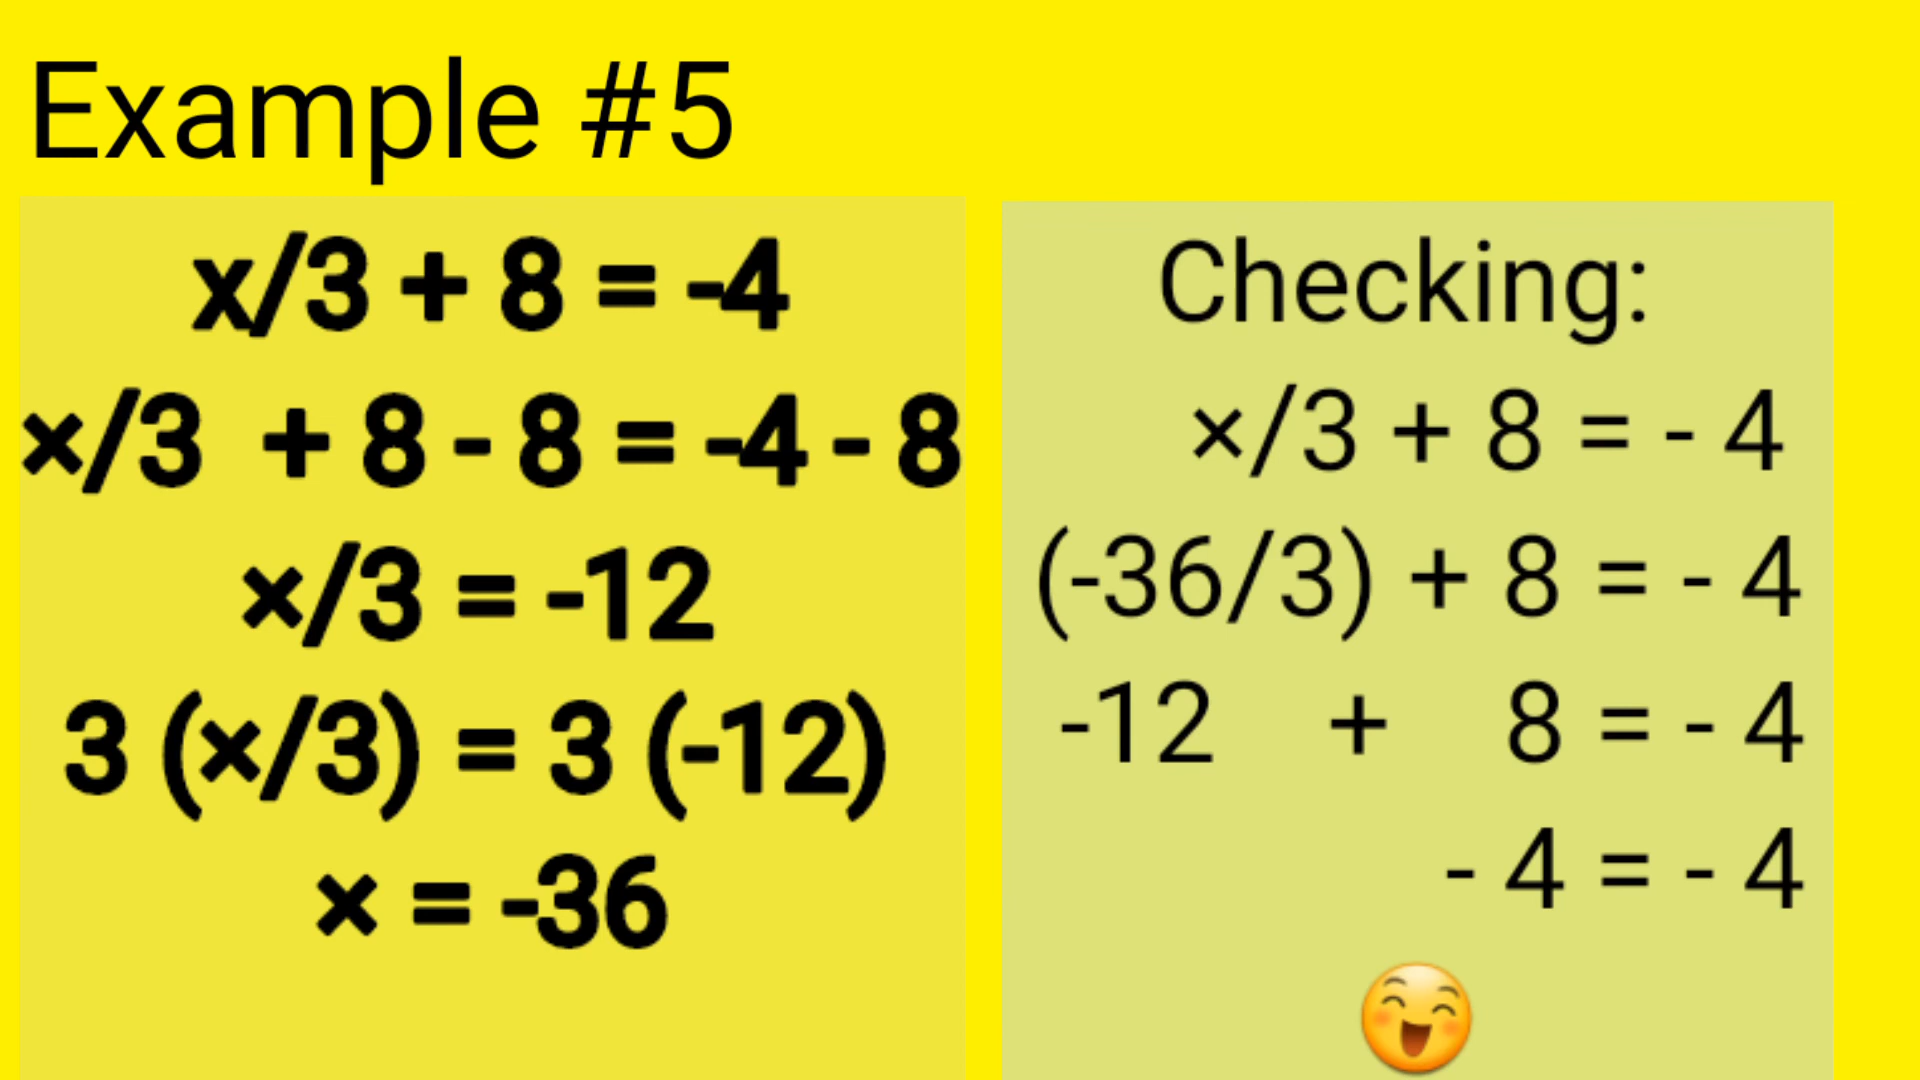 Example #5
x/3 + 8 = -4
×/3 + 8 - 8 = -4 - 8
×/3 = -12
3 (×/3) = 3 (-12)
× = -36
Checking:
×/3 + 8 = - 4
(-36/3) + 8 = - 4
-12 + 8 = - 4
- 4 = - 4